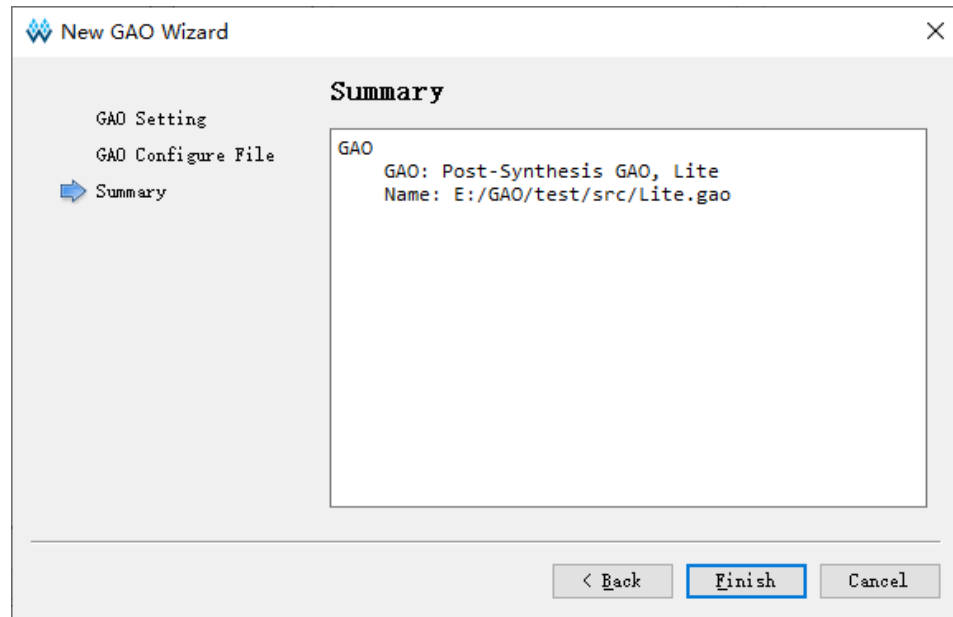 New GAO Wizard
GAO Setting
GAO Configure File
Summary
Summary
GAO
GAO: Post-Synthesis GAO, Lite
Name: E:/GAO/test/src/Lite.gao
< Back
Finish
Cancel